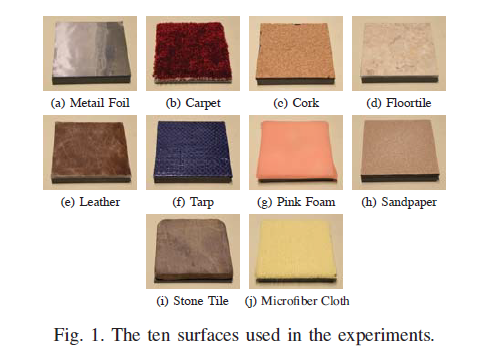 (a) Metail Foil (b) Carpet (c) Cork (d) Floortile
(e) Leather (f) Tarp (g) Pink Foam (h) Sandpaper
(i) Stone Tile (j) Microfiber Cloth
Fig. 1. The ten surfaces used in the experiments.